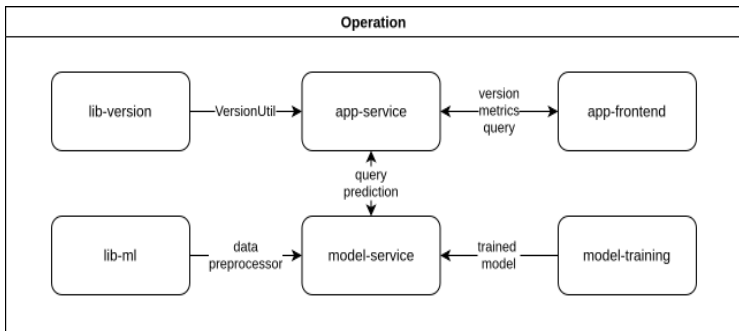 Operation
lib-version
VersionUtil
app-service
version
metrics
query
app-frontend
query
prediction
lib-ml
data
preprocessor
model-service
trained
model
model-training